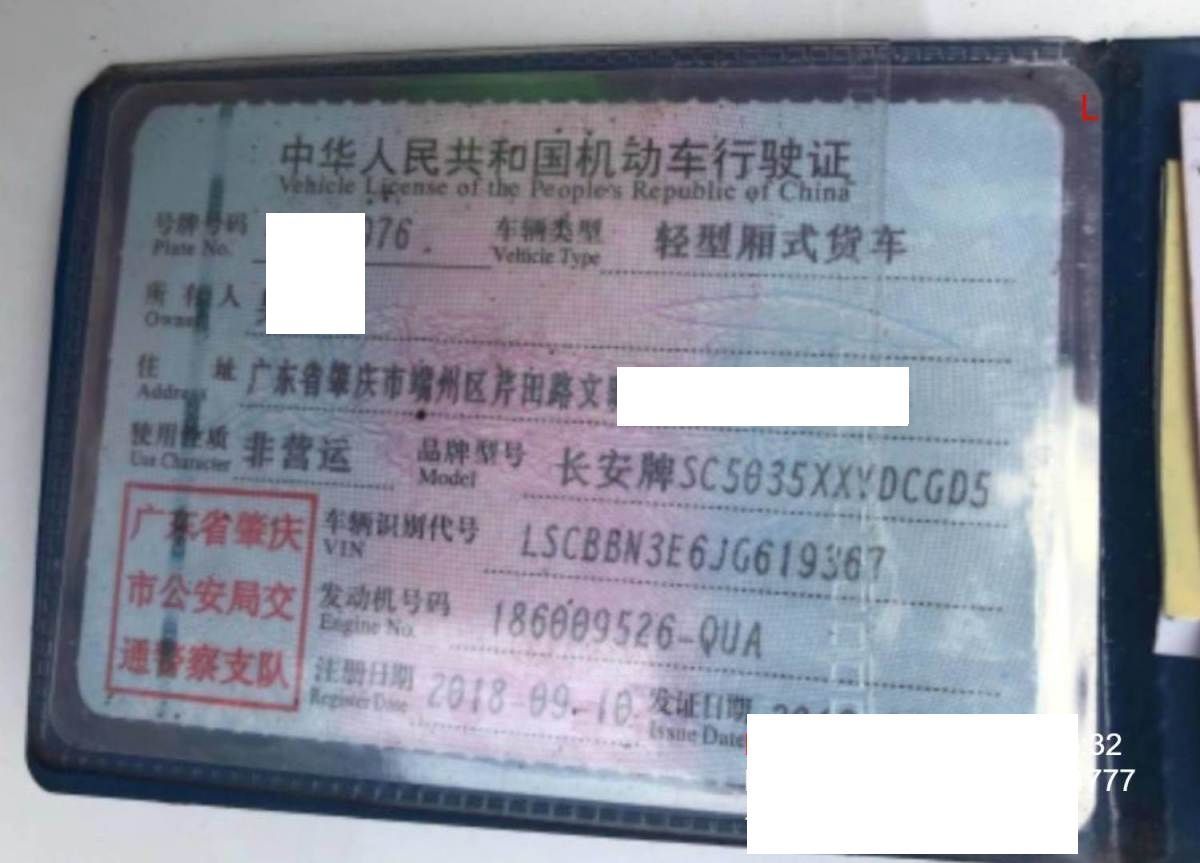 中华人民共和国机动车行驶证
Vehicle License of the People's Republic of China
号牌号码 76 车辆类型 轻型厢式货车
Plate No. Vehicle Type
所有人
Owner
住址 广东省肇庆市端州区芹田路文
Address
使用性质 非营运 品牌型号 长安牌SC5035XXYDCGD5
Use Character Model
广东省肇庆
市公安局交
通警察支队
车辆识别代号 LSCBBN3E6JG619367
VIN
发动机号码 186009526-QUA
Engine No.
注册日期 2018-09-10 发证日期
Register Date Issue Date
L
32
777